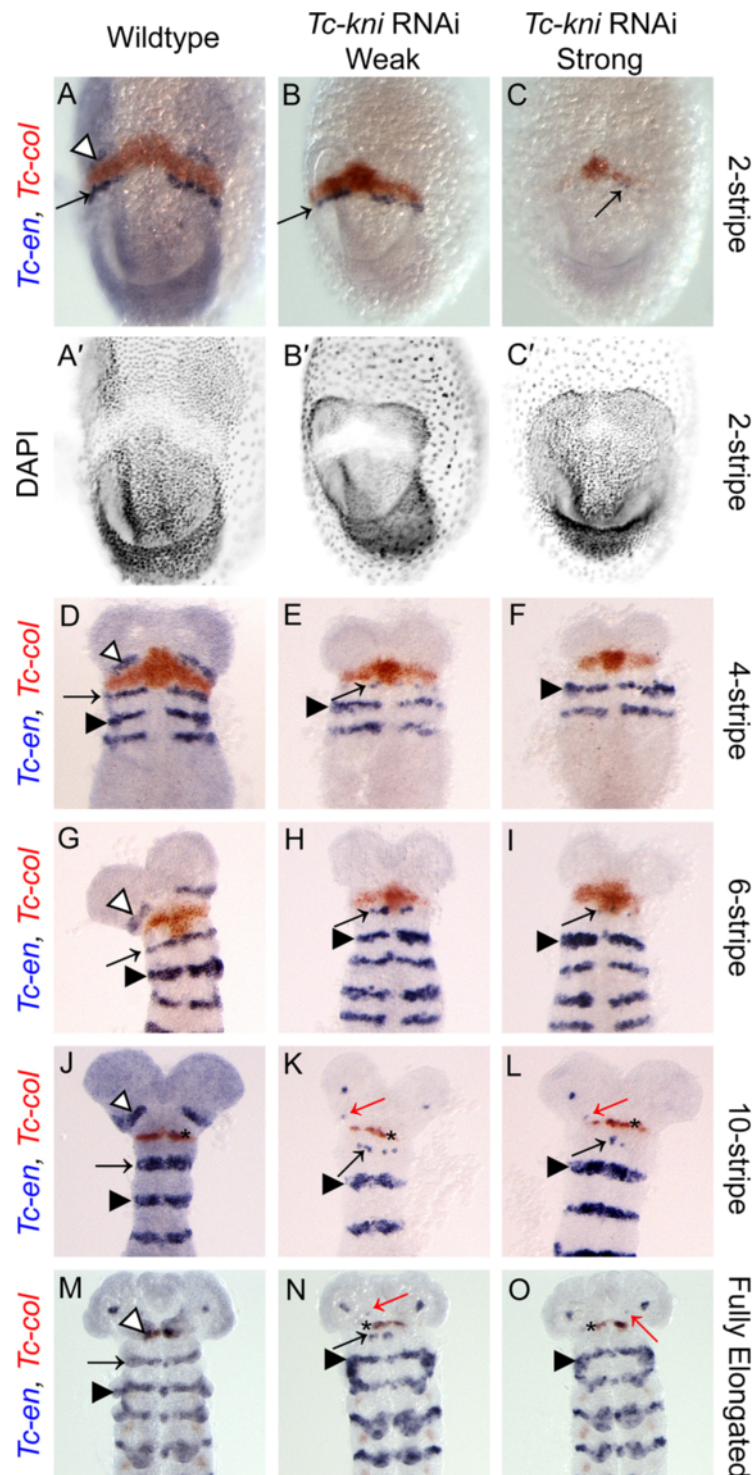 Wildtype
Tc-kni RNAi
Weak
Tc-kni RNAi
Strong
Tc-en, Tc-col
A
B
C
2-stripe
DAPI
A′
B′
C′
2-stripe
Tc-en, Tc-col
D
E
F
4-stripe
Tc-en, Tc-col
G
H
I
6-stripe
Tc-en, Tc-col
J
*
K
*
L
*
10-stripe
Tc-en, Tc-col
M
N
*
O
*
Fully Elongated